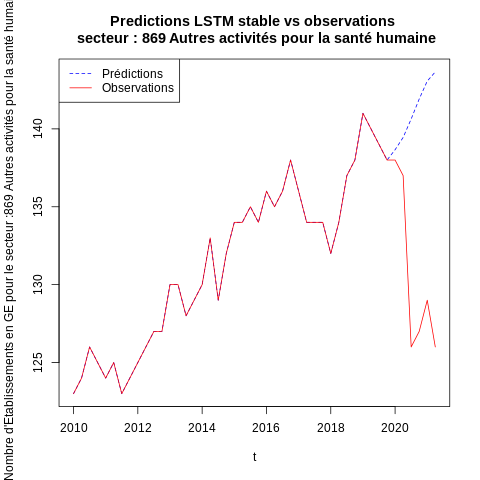 Predictions LSTM stable vs observations
secteur : 869 Autres activités pour la santé humaine
Prédictions
Observations
Nombre d'Etablissements en GE pour le secteur :869 Autres activités pour la santé humai
140
135
130
125
2010
2012
2014
2016
2018
2020
t